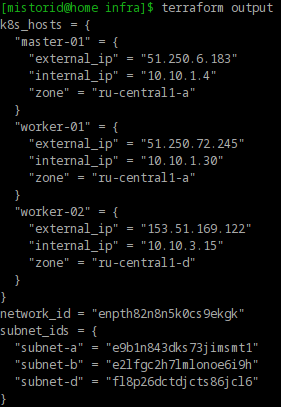 [mistorid@home infra]$ terraform output
k8s_hosts = {
  "master-01" = {
    "external_ip" = "51.250.6.183"
    "internal_ip" = "10.10.1.4"
    "zone" = "ru-central1-a"
  }
  "worker-01" = {
    "external_ip" = "51.250.72.245"
    "internal_ip" = "10.10.1.30"
    "zone" = "ru-central1-a"
  }
  "worker-02" = {
    "external_ip" = "153.51.169.122"
    "internal_ip" = "10.10.3.15"
    "zone" = "ru-central1-d"
  }
}
network_id = "enpth82n8n5k0cs9ekgk"
subnet_ids = {
  "subnet-a" = "e9b1n843dks73jimsmt1"
  "subnet-b" = "e2lfgc2h7lmlonoe6i9h"
  "subnet-d" = "fl8p26dctdjcts86jcl6"
}